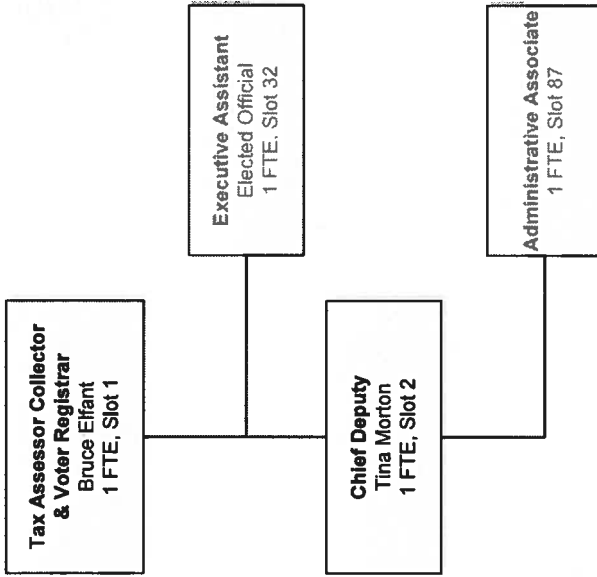 Tax Assessor Collector
& Voter Registrar
Bruce Elfant
1 FTE, Slot 1
Executive Assistant
Elected Official
1 FTE. Slot 32
Chief Deputy
Tina Morton
1 FTE, Slot 2
Administrative Associate
1 FTE, Slot 87